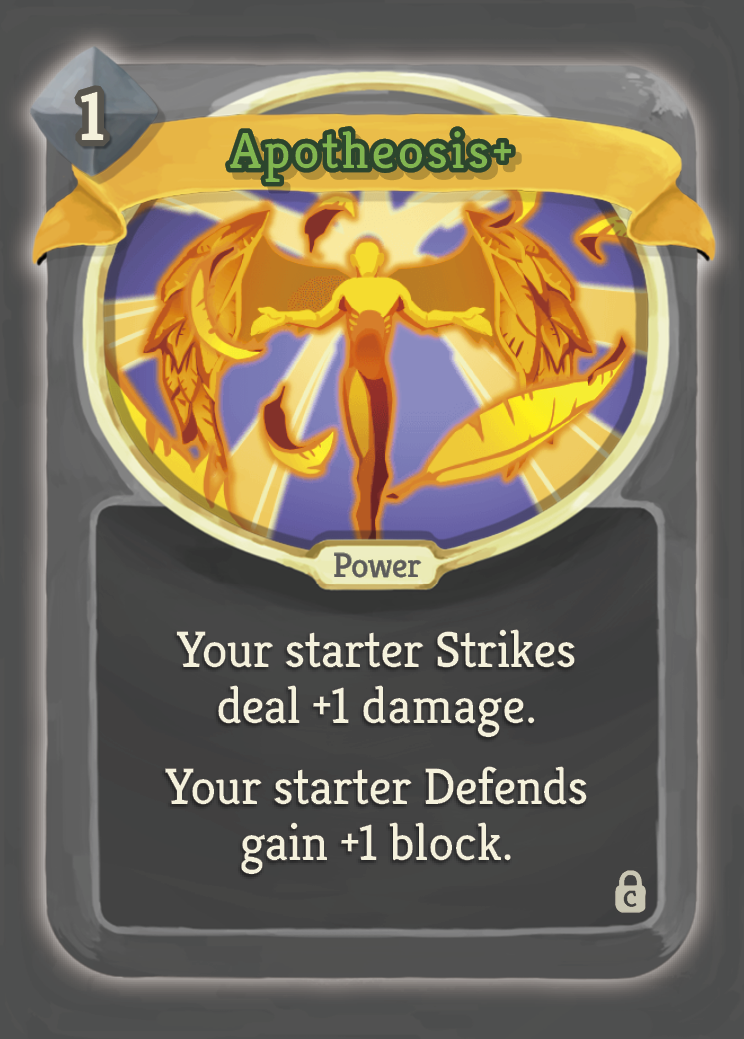 1
Apotheosis+
Power
Your starter Strikes
deal +1 damage.
Your starter Defends
gain +1 block.
C